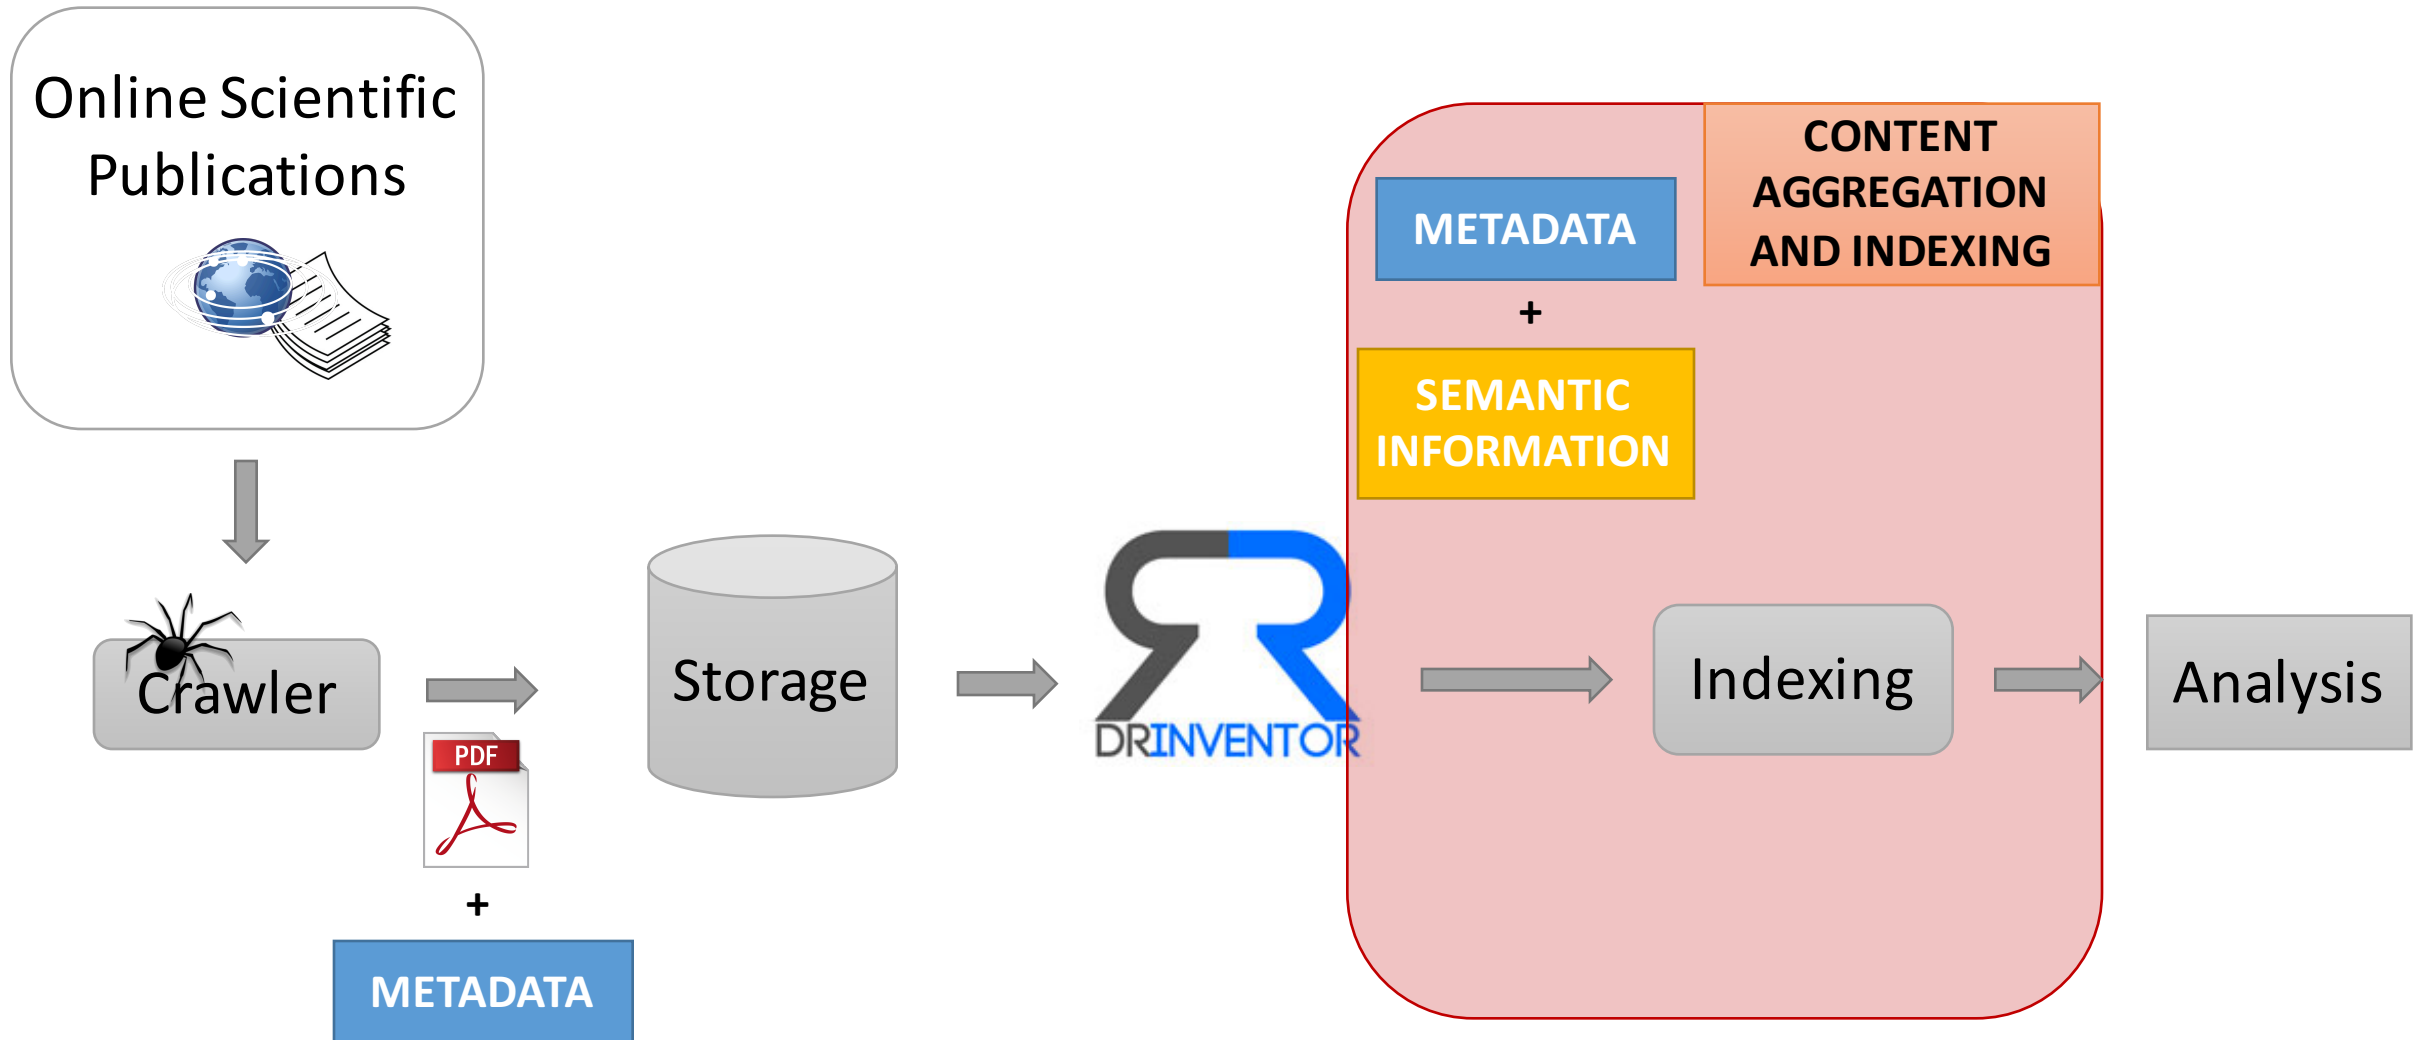 Online Scientific
Publications
Crawler
PDF
+
METADATA
Storage
DRINVENTOR
METADATA
+
SEMANTIC
INFORMATION
CONTENT
AGGREGATION
AND INDEXING
Indexing
Analysis